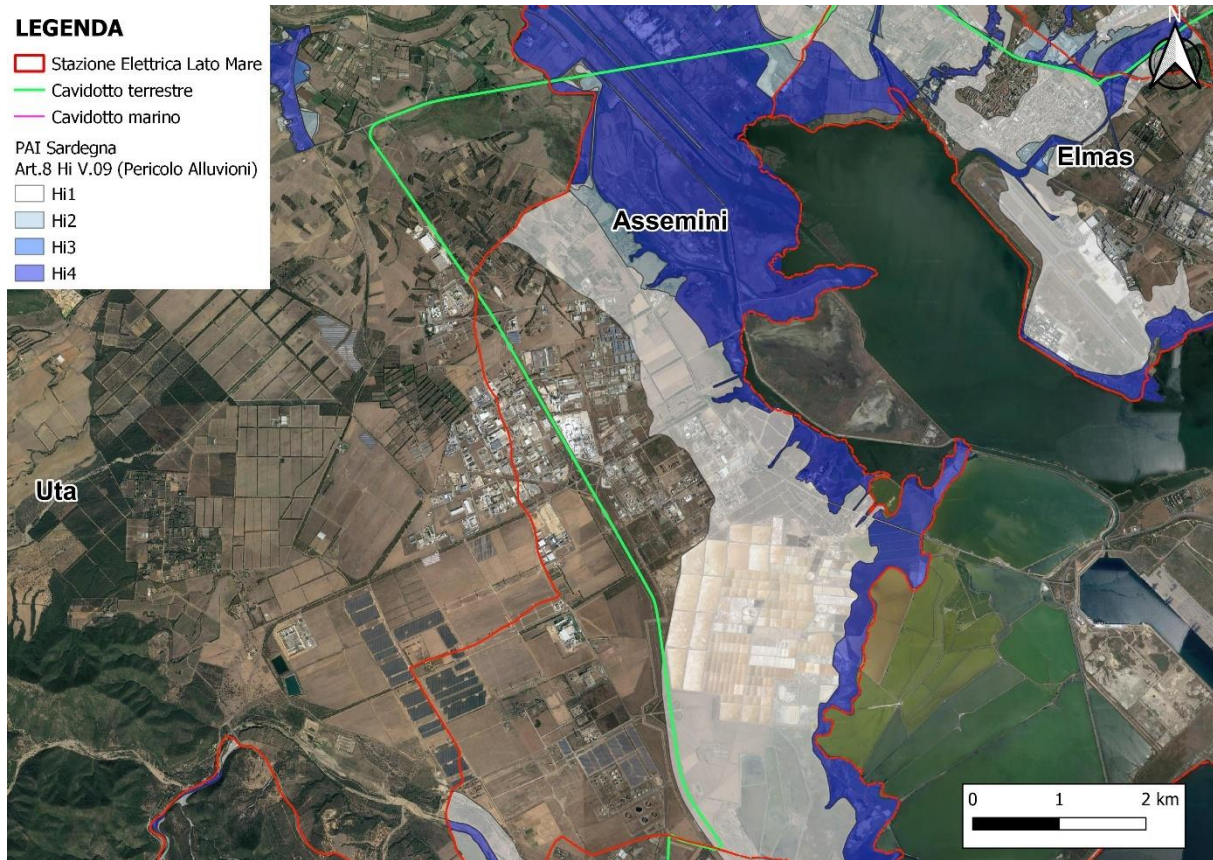 LEGENDA
Stazione Elettrica Lato Mare
Cavidotto terrestre
Cavidotto marino
PAI Sardegna
Art.8 Hi V.09 (Pericolo Alluvioni)
Hi1
Hi2
Hi3
Hi4
N
Elmas
Assemini
Uta
0 1 2 km